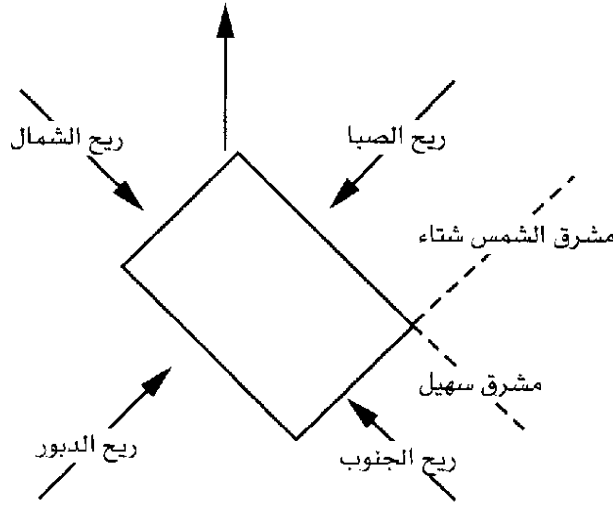 ريح الصبا
ريح الشمال
مشرق الشمس شتاء
مشرق سهيل
ريح الجنوب
ريح الدبور